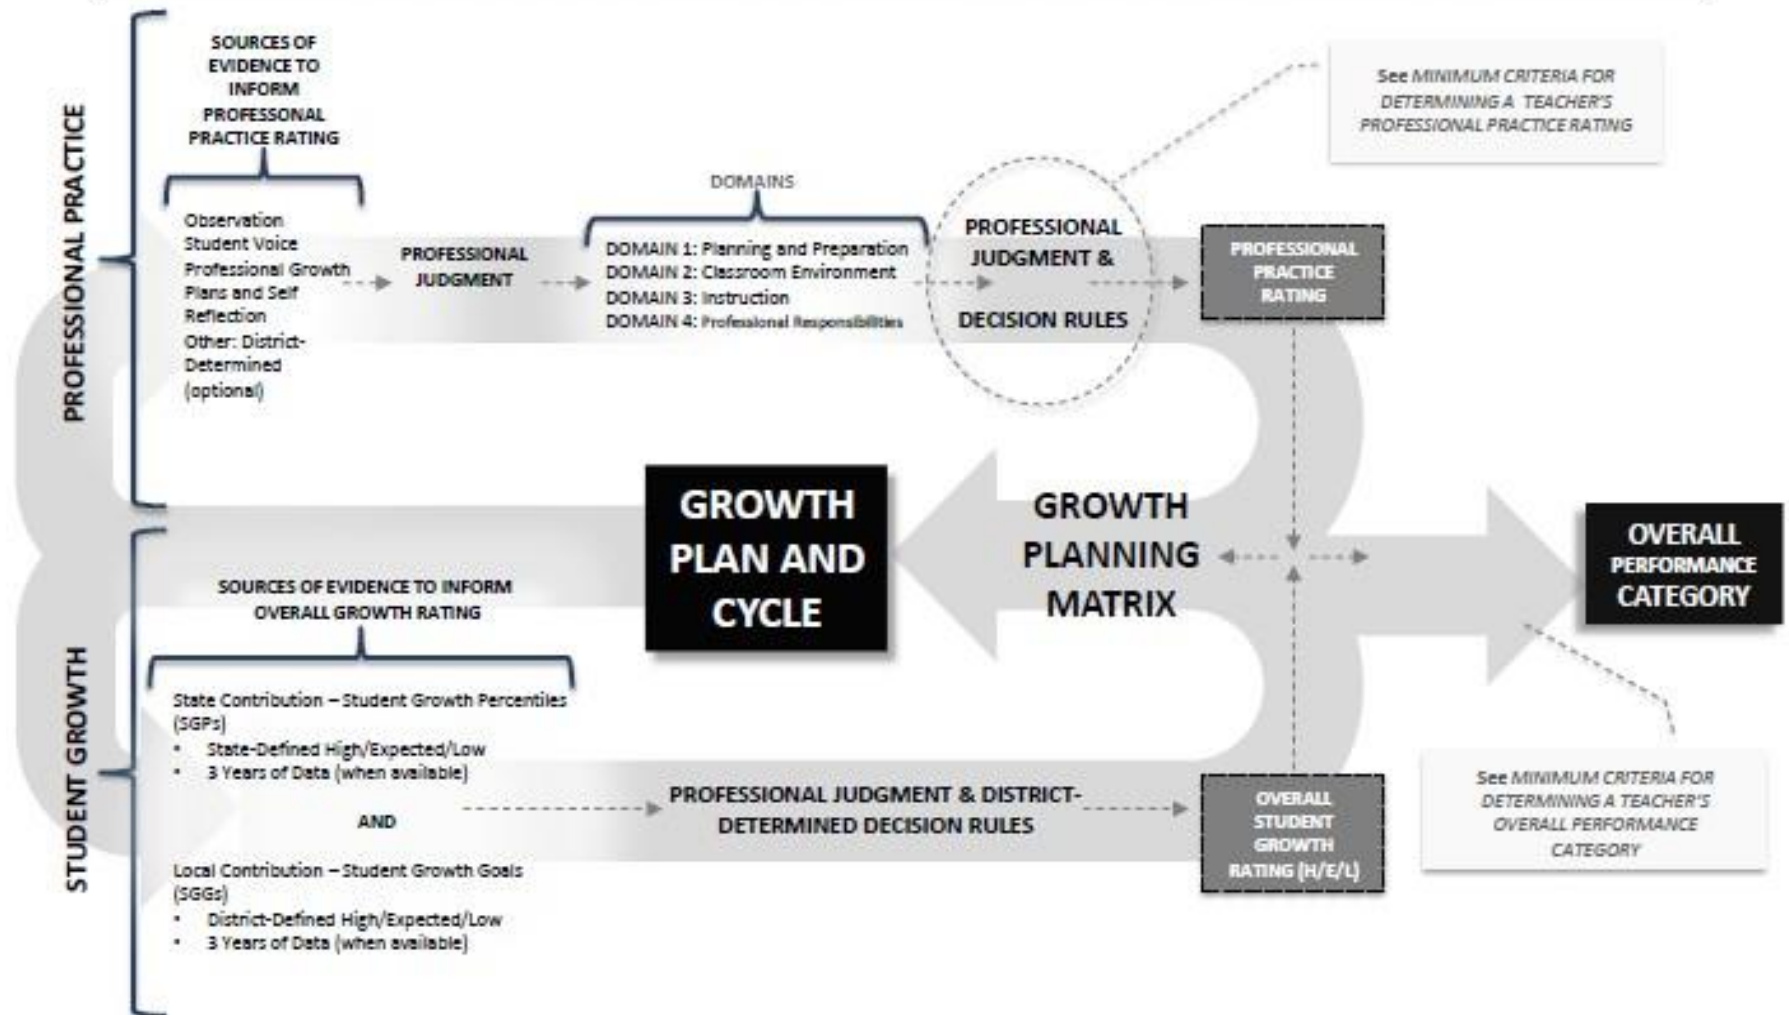 PROFESSIONAL PRACTICE
SOURCES OF
EVIDENCE TO
INFORM
PROFESSONAL
PRACTICE RATING
Observation
Student Voice
Professional Growth
Plans and Self
Reflection
Other: District-
Determined
(optional)
PROFESSIONAL
JUDGMENT
DOMAINS
DOMAIN 1: Planning and Preparation
DOMAIN 2: Classroom Environment
DOMAIN 3: Instruction
DOMAIN 4: Professional Responsibilities
PROFESSIONAL
JUDGMENT &
DECISION RULES
See MINIMUM CRITERIA FOR
DETERMINING A TEACHER'S
PROFESSIONAL PRACTICE RATING
PROFESSIONAL
PRACTICE
RATING
GROWTH
PLAN AND
CYCLE
GROWTH
PLANNING
MATRIX
OVERALL
PERFORMANCE
CATEGORY
STUDENT GROWTH
SOURCES OF EVIDENCE TO INFORM
OVERALL GROWTH RATING
State Contribution – Student Growth Percentiles
(SGPs)
• State-Defined High/Expected/Low
• 3 Years of Data (when available)
AND
Local Contribution – Student Growth Goals
(SGGs)
• District-Defined High/Expected/Low
• 3 Years of Data (when available)
PROFESSIONAL JUDGMENT & DISTRICT-
DETERMINED DECISION RULES
OVERALL
STUDENT
GROWTH
RATING (H/E/L)
See MINIMUM CRITERIA FOR
DETERMINING A TEACHER'S
OVERALL PERFORMANCE
CATEGORY